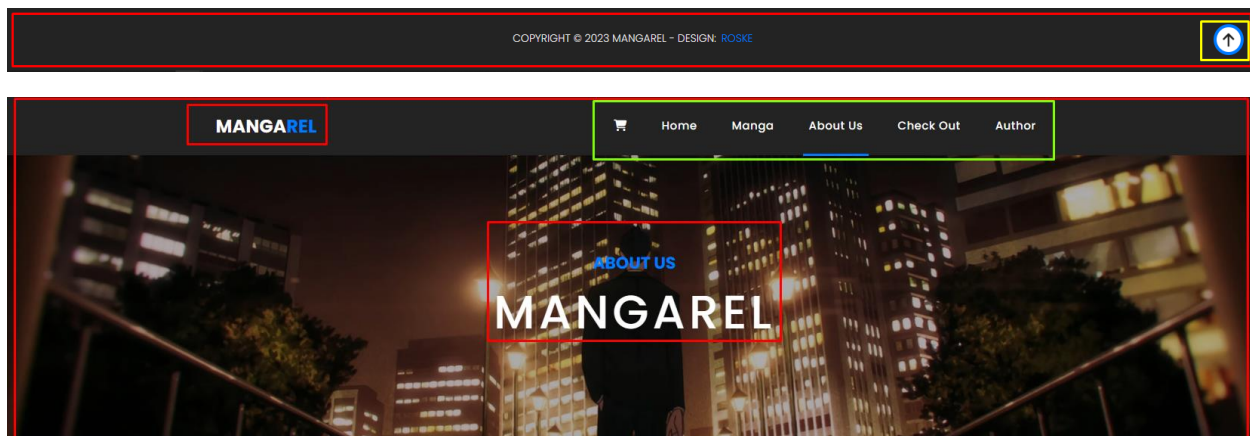 COPYRIGHT © 2023 MANGAREL - DESIGN: ROSKE
MANGAREL
Home Manga About Us Check Out Author
ABOUT US
MANGAREL